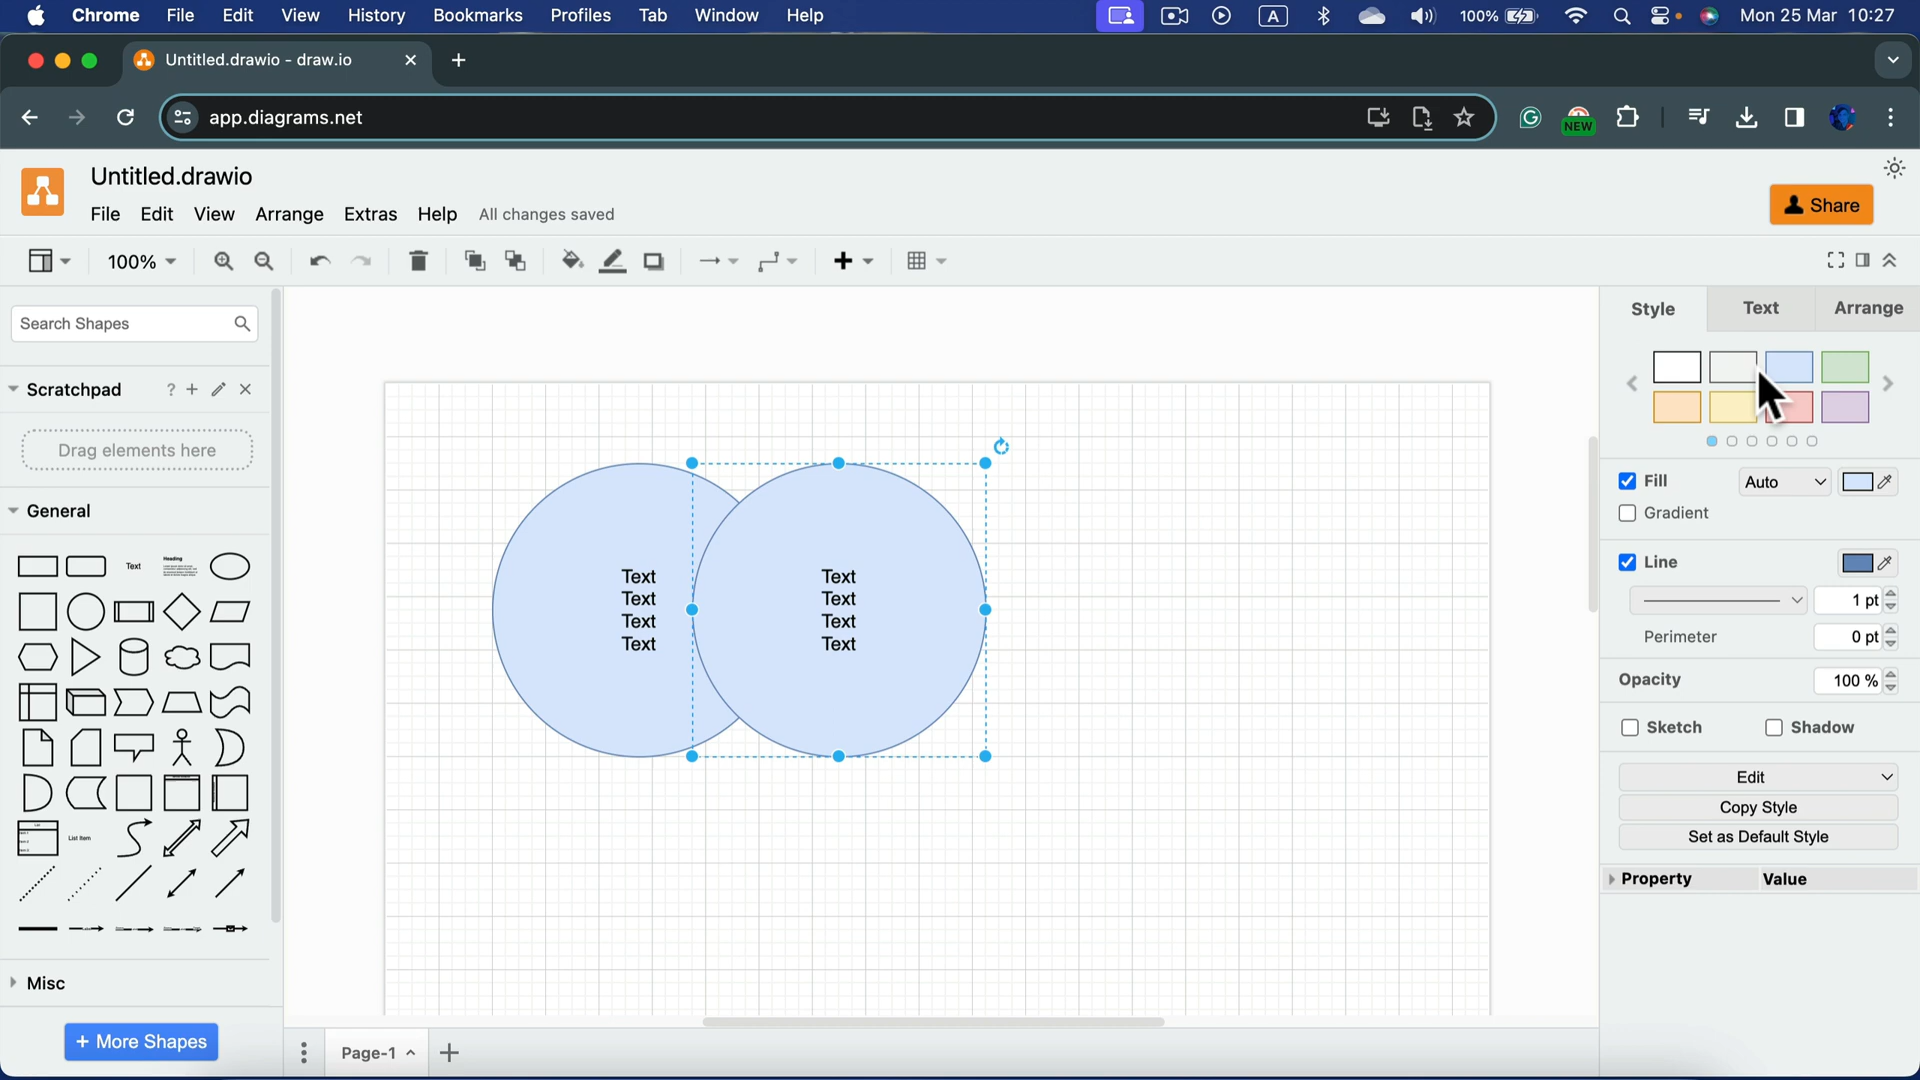 Chrome File Edit View History Bookmarks Profiles Tab Window Help A 100% Mon 25 Mar 10:27
Untitled.drawio - draw.io
app.diagrams.net NEW
Untitled.drawio
File Edit View Arrange Extras Help All changes saved
Share
100%
Search Shapes
Style Text Arrange
Scratchpad ?
Drag elements here
General
Heading
Text
List Item
Misc
+ More Shapes
Text Text
Text Text
Text Text
Text Text
Page-1
Fill Auto
Gradient
Line
1 pt
Perimeter 0 pt
Opacity 100 %
Sketch Shadow
Edit
Copy Style
Set as Default Style
Property Value